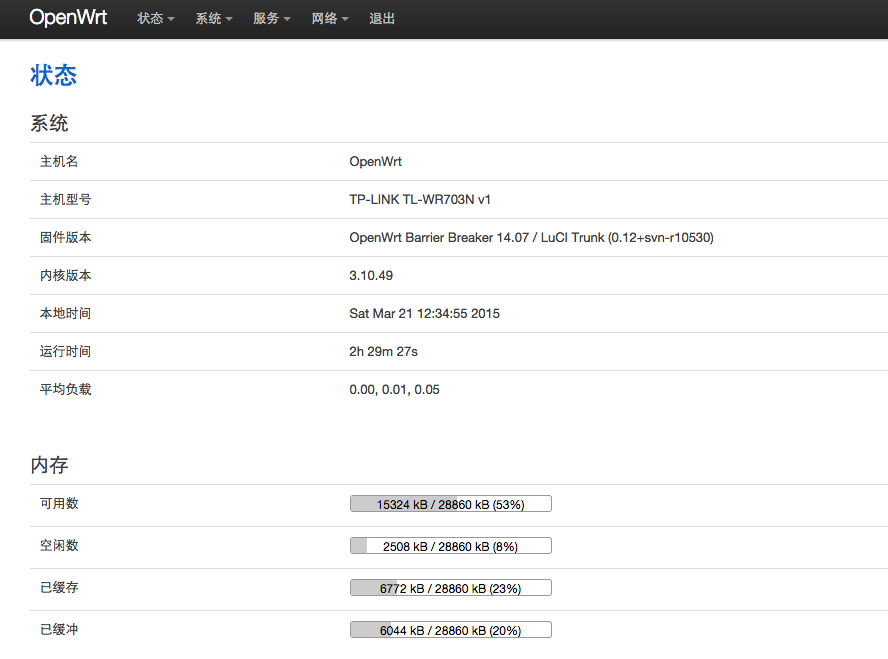 OpenWrt 状态 系统 服务 网络 退出
状态
系统
主机名 OpenWrt
主机型号 TP-LINK TL-WR703N v1
固件版本 OpenWrt Barrier Breaker 14.07 / LuCI Trunk (0.12+svn-r10530)
内核版本 3.10.49
本地时间 Sat Mar 21 12:34:55 2015
运行时间 2h 29m 27s
平均负载 0.00, 0.01, 0.05
内存
可用数 15324 kB / 28860 kB (53%)
空闲数 2508 kB / 28860 kB (8%)
已缓存 6772 kB / 28860 kB (23%)
已缓冲 6044 kB / 28860 kB (20%)